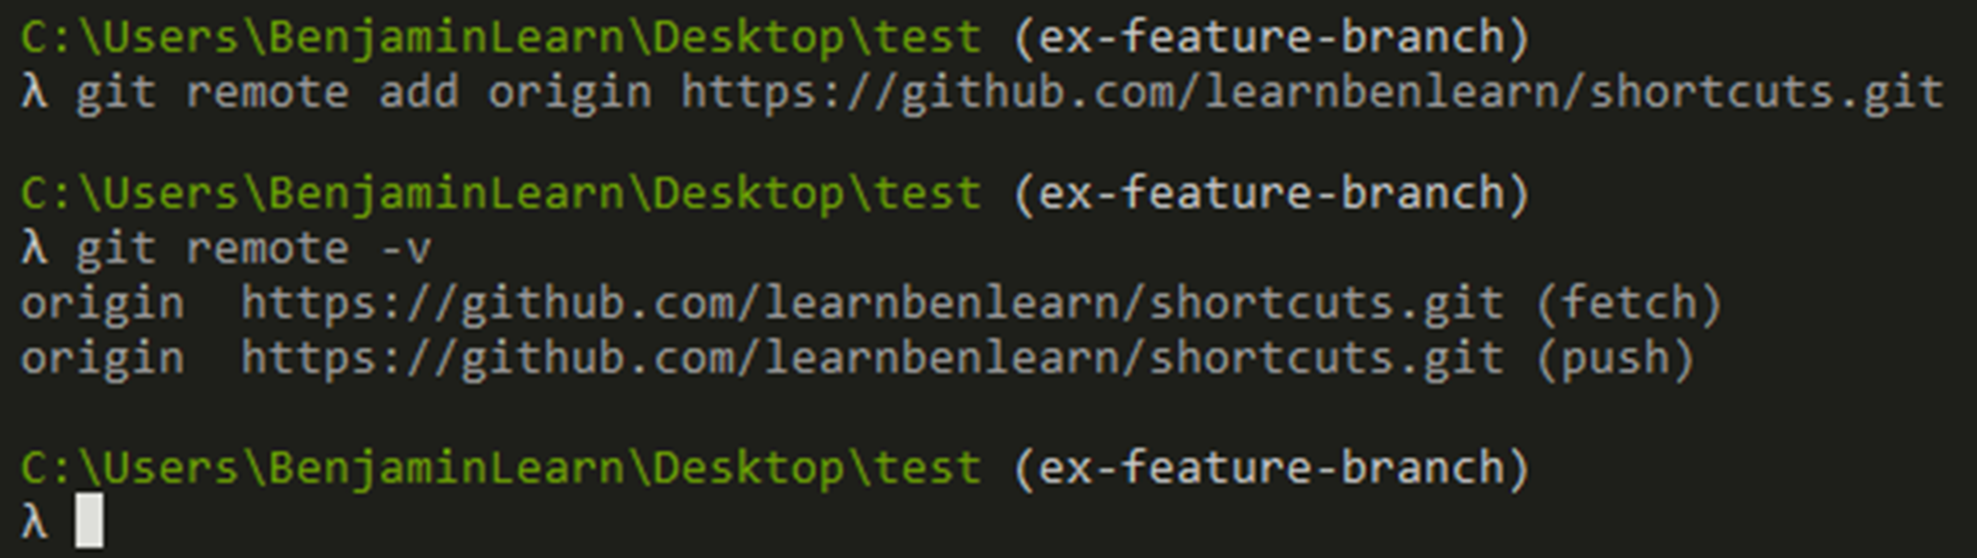 C:\Users\BenjaminLearn\Desktop\test (ex-feature-branch)
λ git remote add origin https://github.com/learnbenlearn/shortcuts.git
C:\Users\BenjaminLearn\Desktop\test (ex-feature-branch)
λ git remote -v
origin  https://github.com/learnbenlearn/shortcuts.git (fetch)
origin  https://github.com/learnbenlearn/shortcuts.git (push)
C:\Users\BenjaminLearn\Desktop\test (ex-feature-branch)
λ